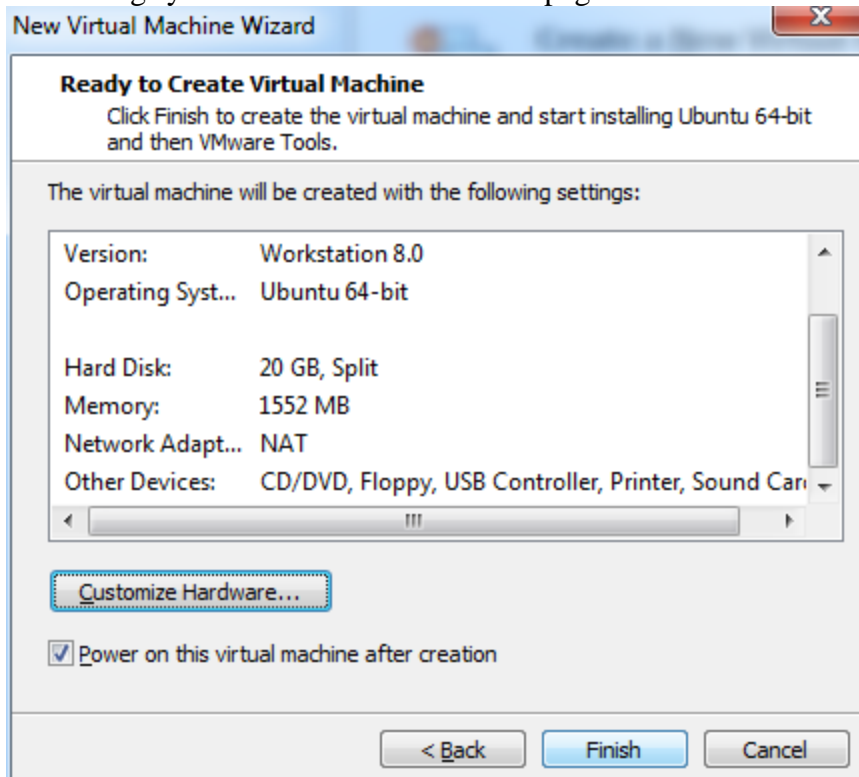 New Virtual Machine Wizard
Ready to Create Virtual Machine
Click Finish to create the virtual machine and start installing Ubuntu 64-bit
and then VMware Tools.
The virtual machine will be created with the following settings:
Version: Workstation 8.0
Operating Syst... Ubuntu 64-bit
Hard Disk: 20 GB, Split
Memory: 1552 MB
Network Adapt... NAT
Other Devices: CD/DVD, Floppy, USB Controller, Printer, Sound
Customize Hardware...
Power on this virtual machine after creation
< Back Finish Cancel